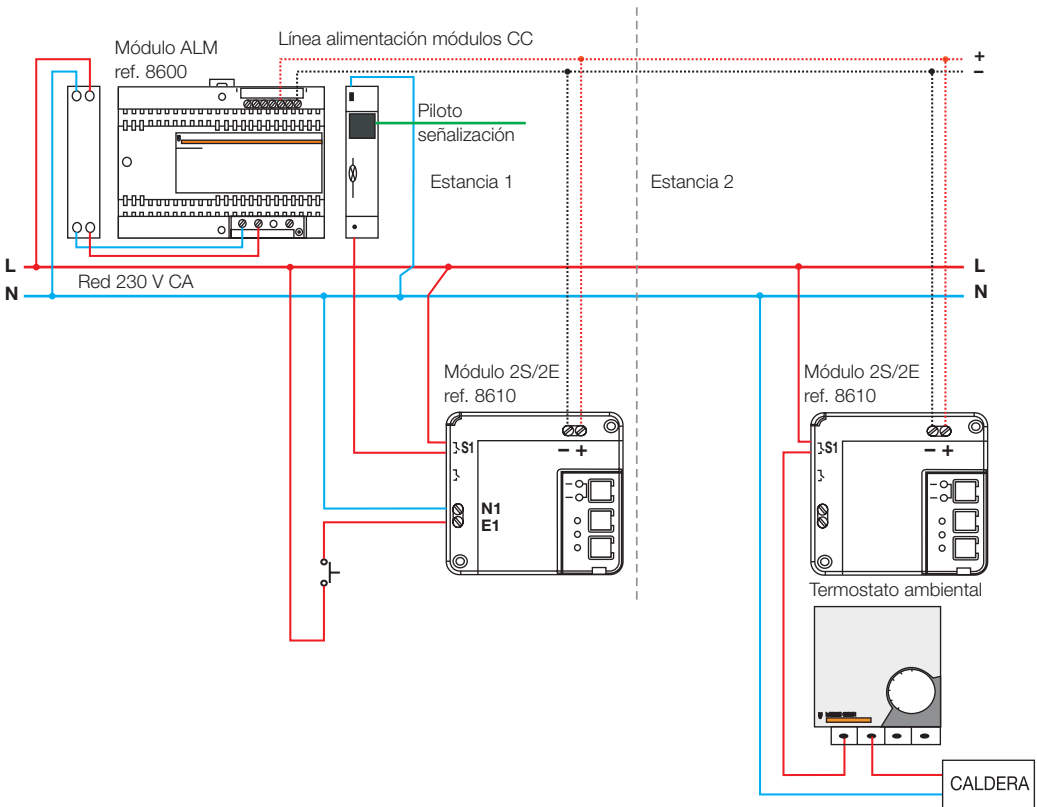 Módulo ALM
ref. 8600
Línea alimentación módulos CC
+
–
Piloto
señalización
Estancia 1
Estancia 2
L
Red 230 V CA
N
L
N
Módulo 2S/2E
ref. 8610
S1
– +
N1
E1
Módulo 2S/2E
ref. 8610
S1
– +
Termostato ambiental
CALDERA